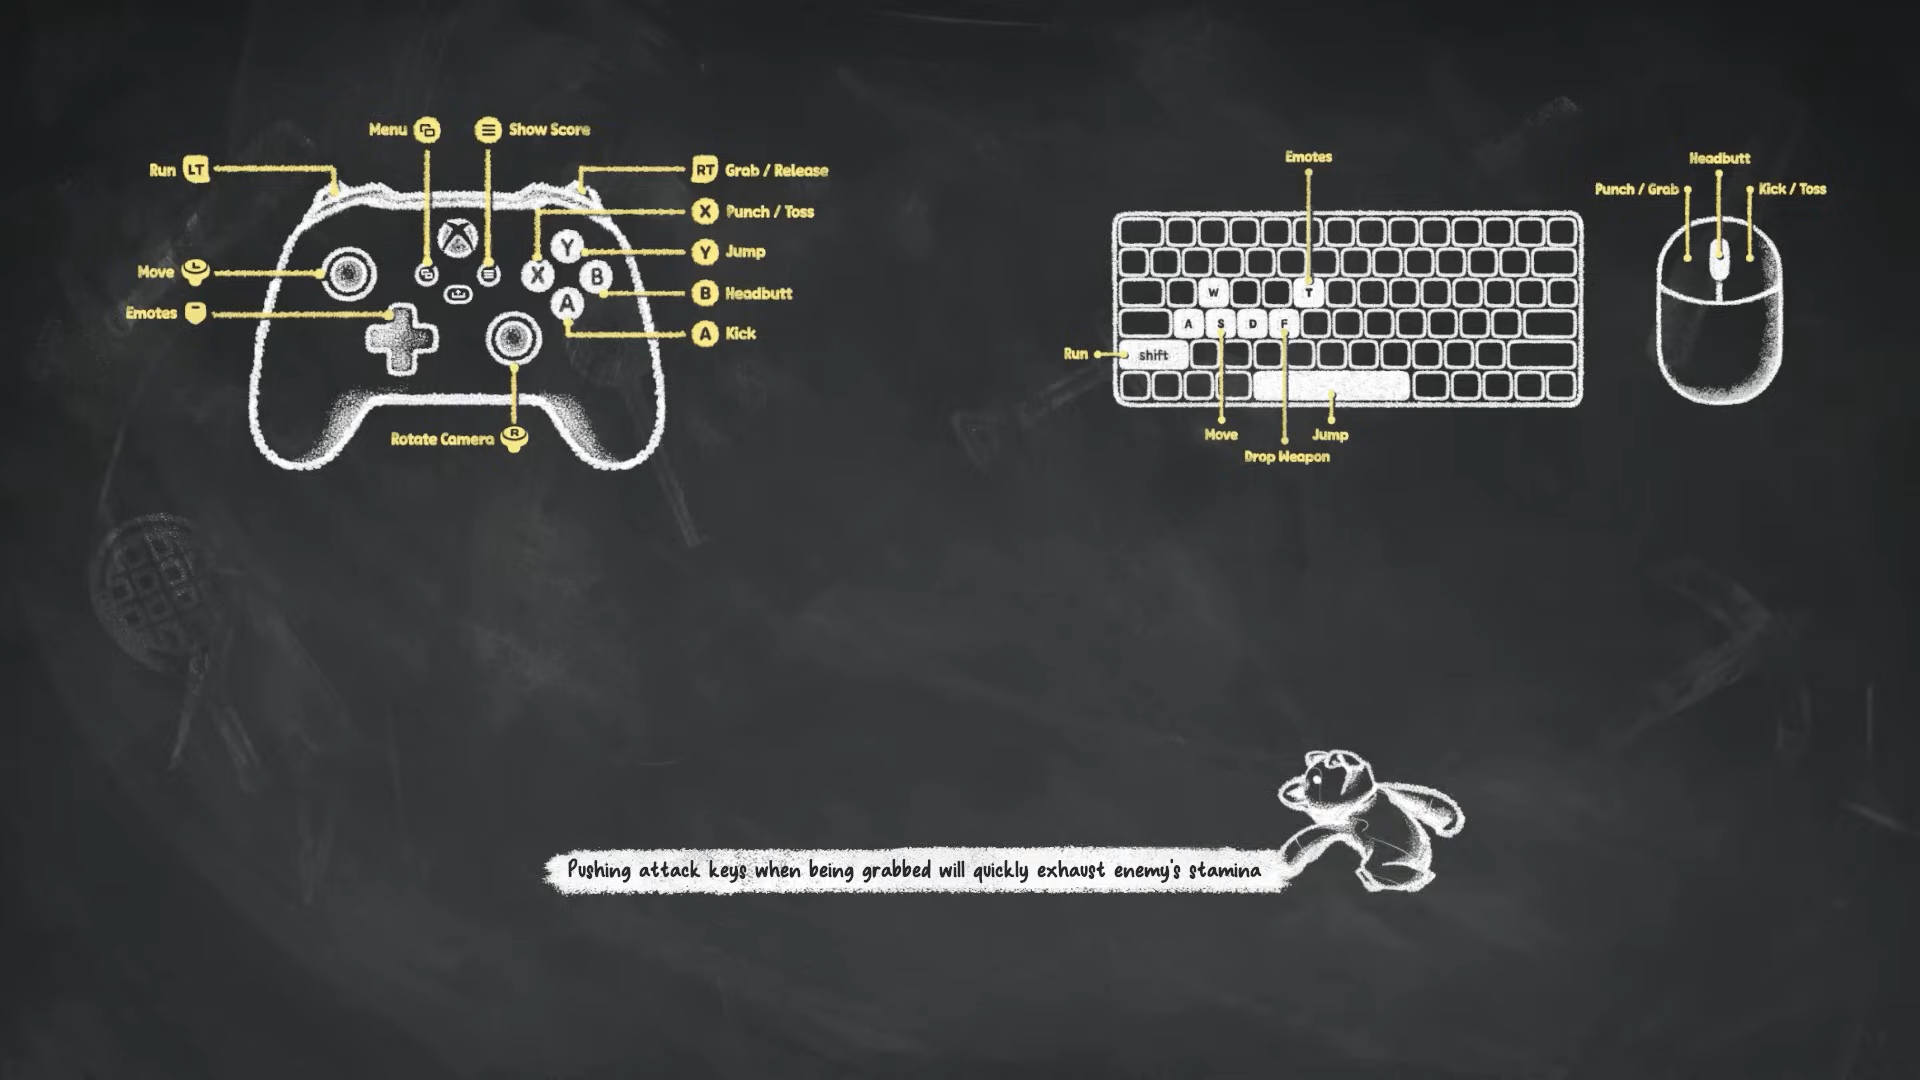 Menu
Show Score
Run LT
RT Grab / Release
X Punch / Toss
Y Jump
B Headbutt
A Kick
Move L
Emotes
Y
X
B
A
Rotate Camera R
Emotes
W
T
A
S
D
F
Run
shift
Move
Jump
Drop Weapon
Headbutt
Punch / Grab
Kick / Toss
Pushing attack keys when being grabbed will quickly exhaust enemy's stamina